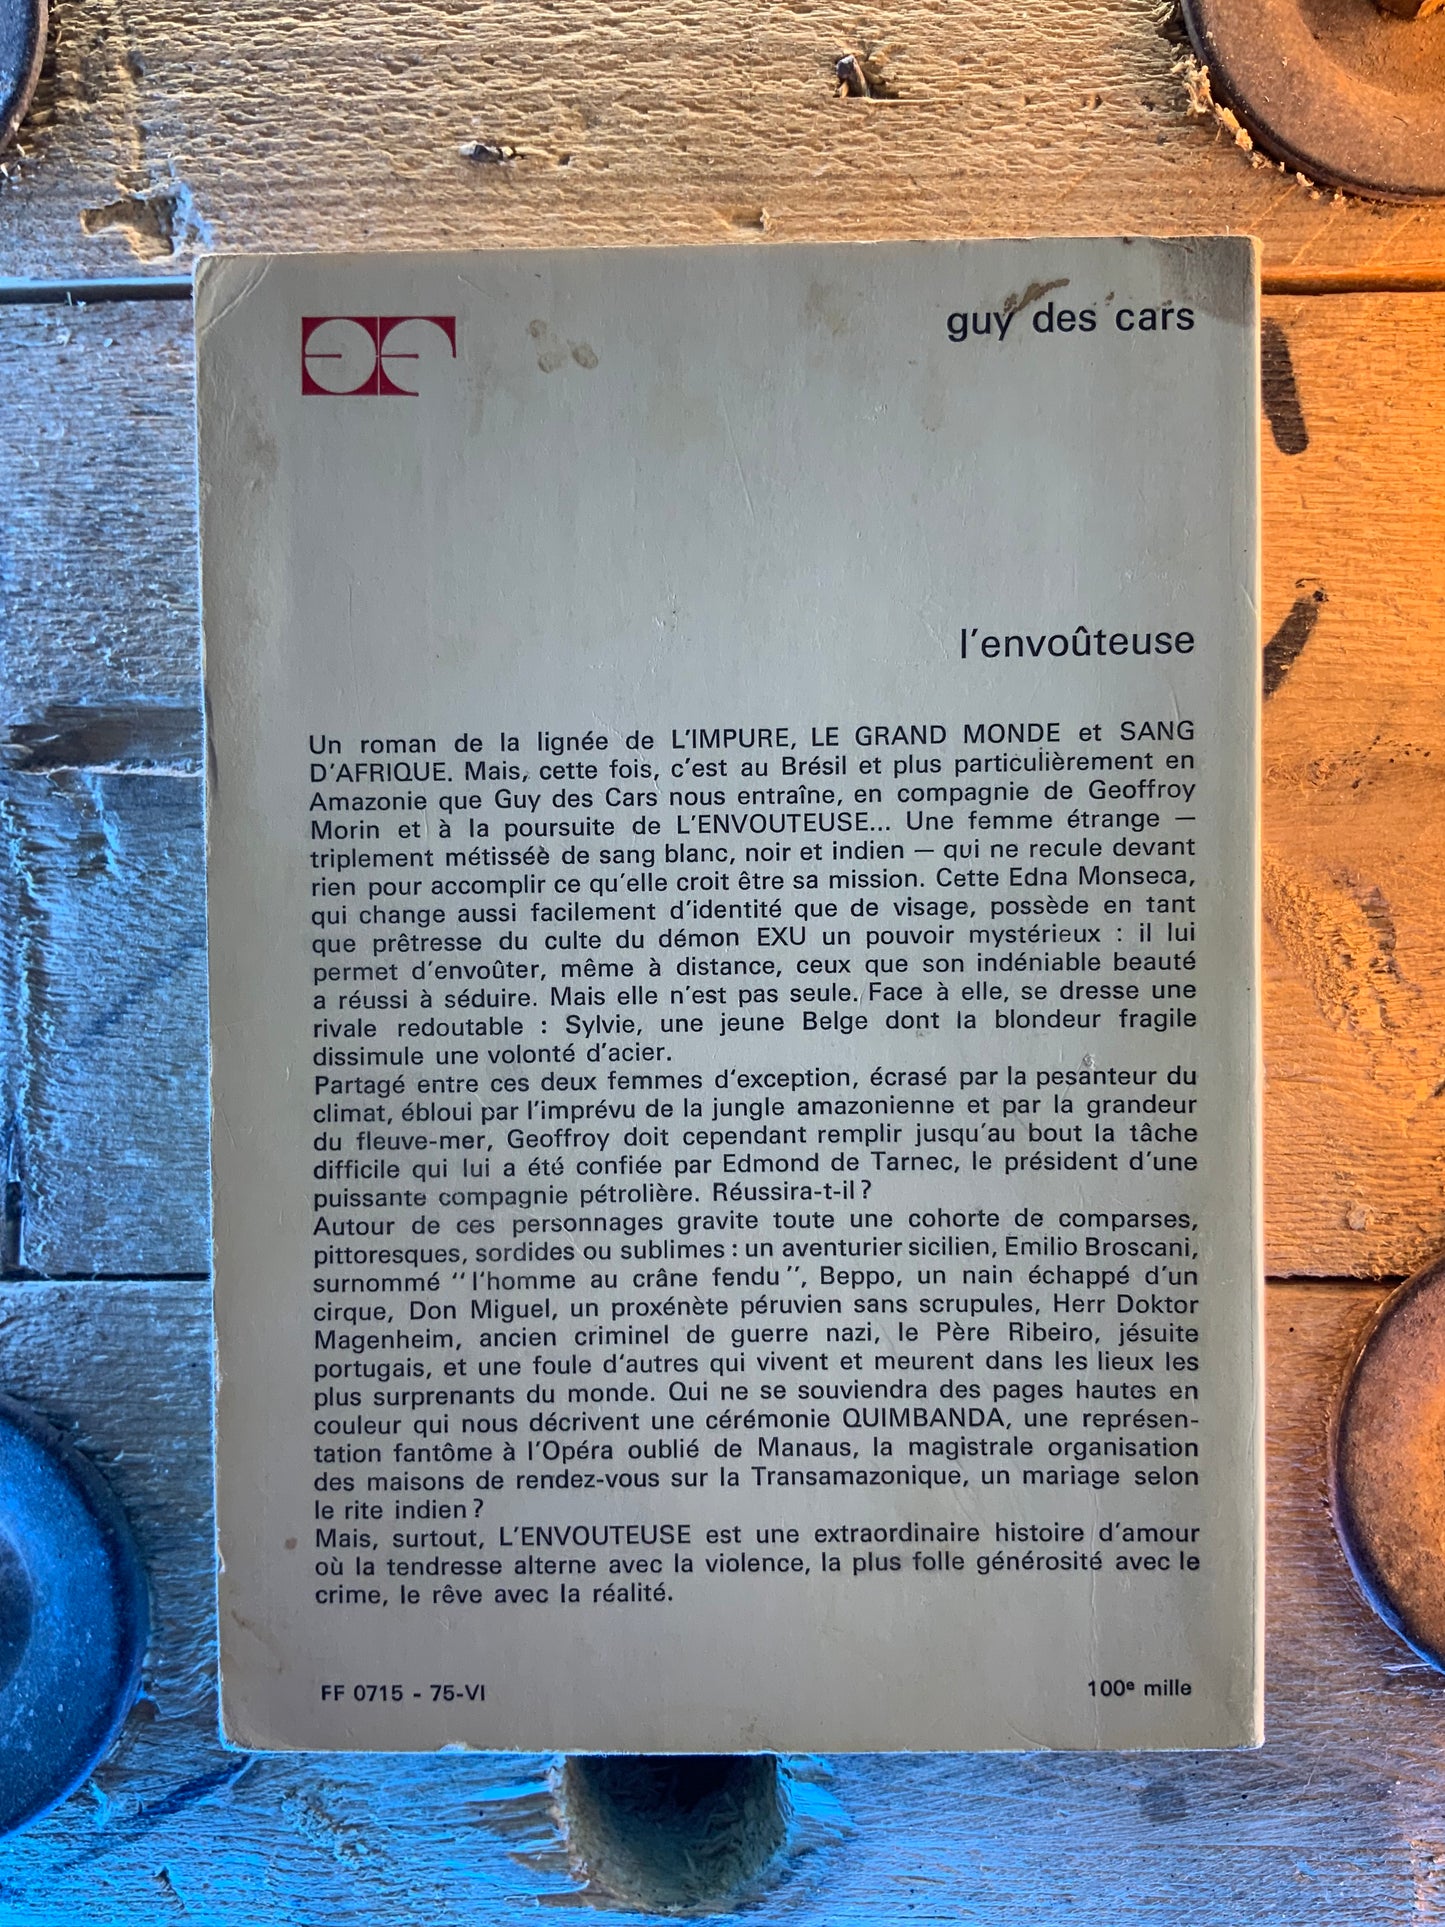 guy des cars
l'envoûteuse
Un roman de la lignée de L'IMPURE, LE GRAND MONDE et SANG
D'AFRIQUE. Mais, cette fois, c'est au Brésil et plus particulièrement en
Amazonie que Guy des Cars nous entraîne, en compagnie de Geoffroy
Morin et à la poursuite de L'ENVOUTEUSE... Une femme étrange —
triplement métissée de sang blanc, noir et indien — qui ne recule devant
rien pour accomplir ce qu'elle croit être sa mission. Cette Edna Monseca,
qui change aussi facilement d'identité que de visage, possède en tant
que prêtresse du culte du démon EXU un pouvoir mystérieux : il lui
permet d'envoûter, même à distance, ceux que son indéniable beauté
a réussi à séduire. Mais elle n'est pas seule. Face à elle, se dresse une
rivale redoutable : Sylvie, une jeune Belge dont la blondeur fragile
dissimule une volonté d'acier.
Partagé entre ces deux femmes d'exception, écrasé par la pesanteur du
climat, ébloui par l'imprévu de la jungle amazonienne et par la grandeur
du fleuve-mer, Geoffroy doit cependant remplir jusqu'au bout la tâche
difficile qui lui a été confiée par Edmond de Tarnec, le président d'une
puissante compagnie pétrolière. Réussira-t-il ?
Autour de ces personnages gravite toute une cohorte de comparses,
pittoresques, sordides ou sublimes : un aventurier sicilien, Emilio Broscani,
surnommé "l'homme au crâne fendu", Beppo, un nain échappé d'un
cirque, Don Miguel, un proxénète péruvien sans scrupules, Herr Doktor
Magenheim, ancien criminel de guerre nazi, le Père Ribeiro, jésuite
portugais, et une foule d'autres qui vivent et meurent dans les lieux les
plus surprenants du monde. Qui ne se souviendra des pages hautes en
couleur qui nous décrivent une cérémonie QUIMBANDA, une représen-
tation fantôme à l'Opéra oublié de Manaus, la magistrale organisation
des maisons de rendez-vous sur la Transamazonique, un mariage selon
le rite indien ?
Mais, surtout, L'ENVOUTEUSE est une extraordinaire histoire d'amour
où la tendresse alterne avec la violence, la plus folle générosité avec le
crime, le rêve avec la réalité.
FF 0715 - 75-VI
100e mille